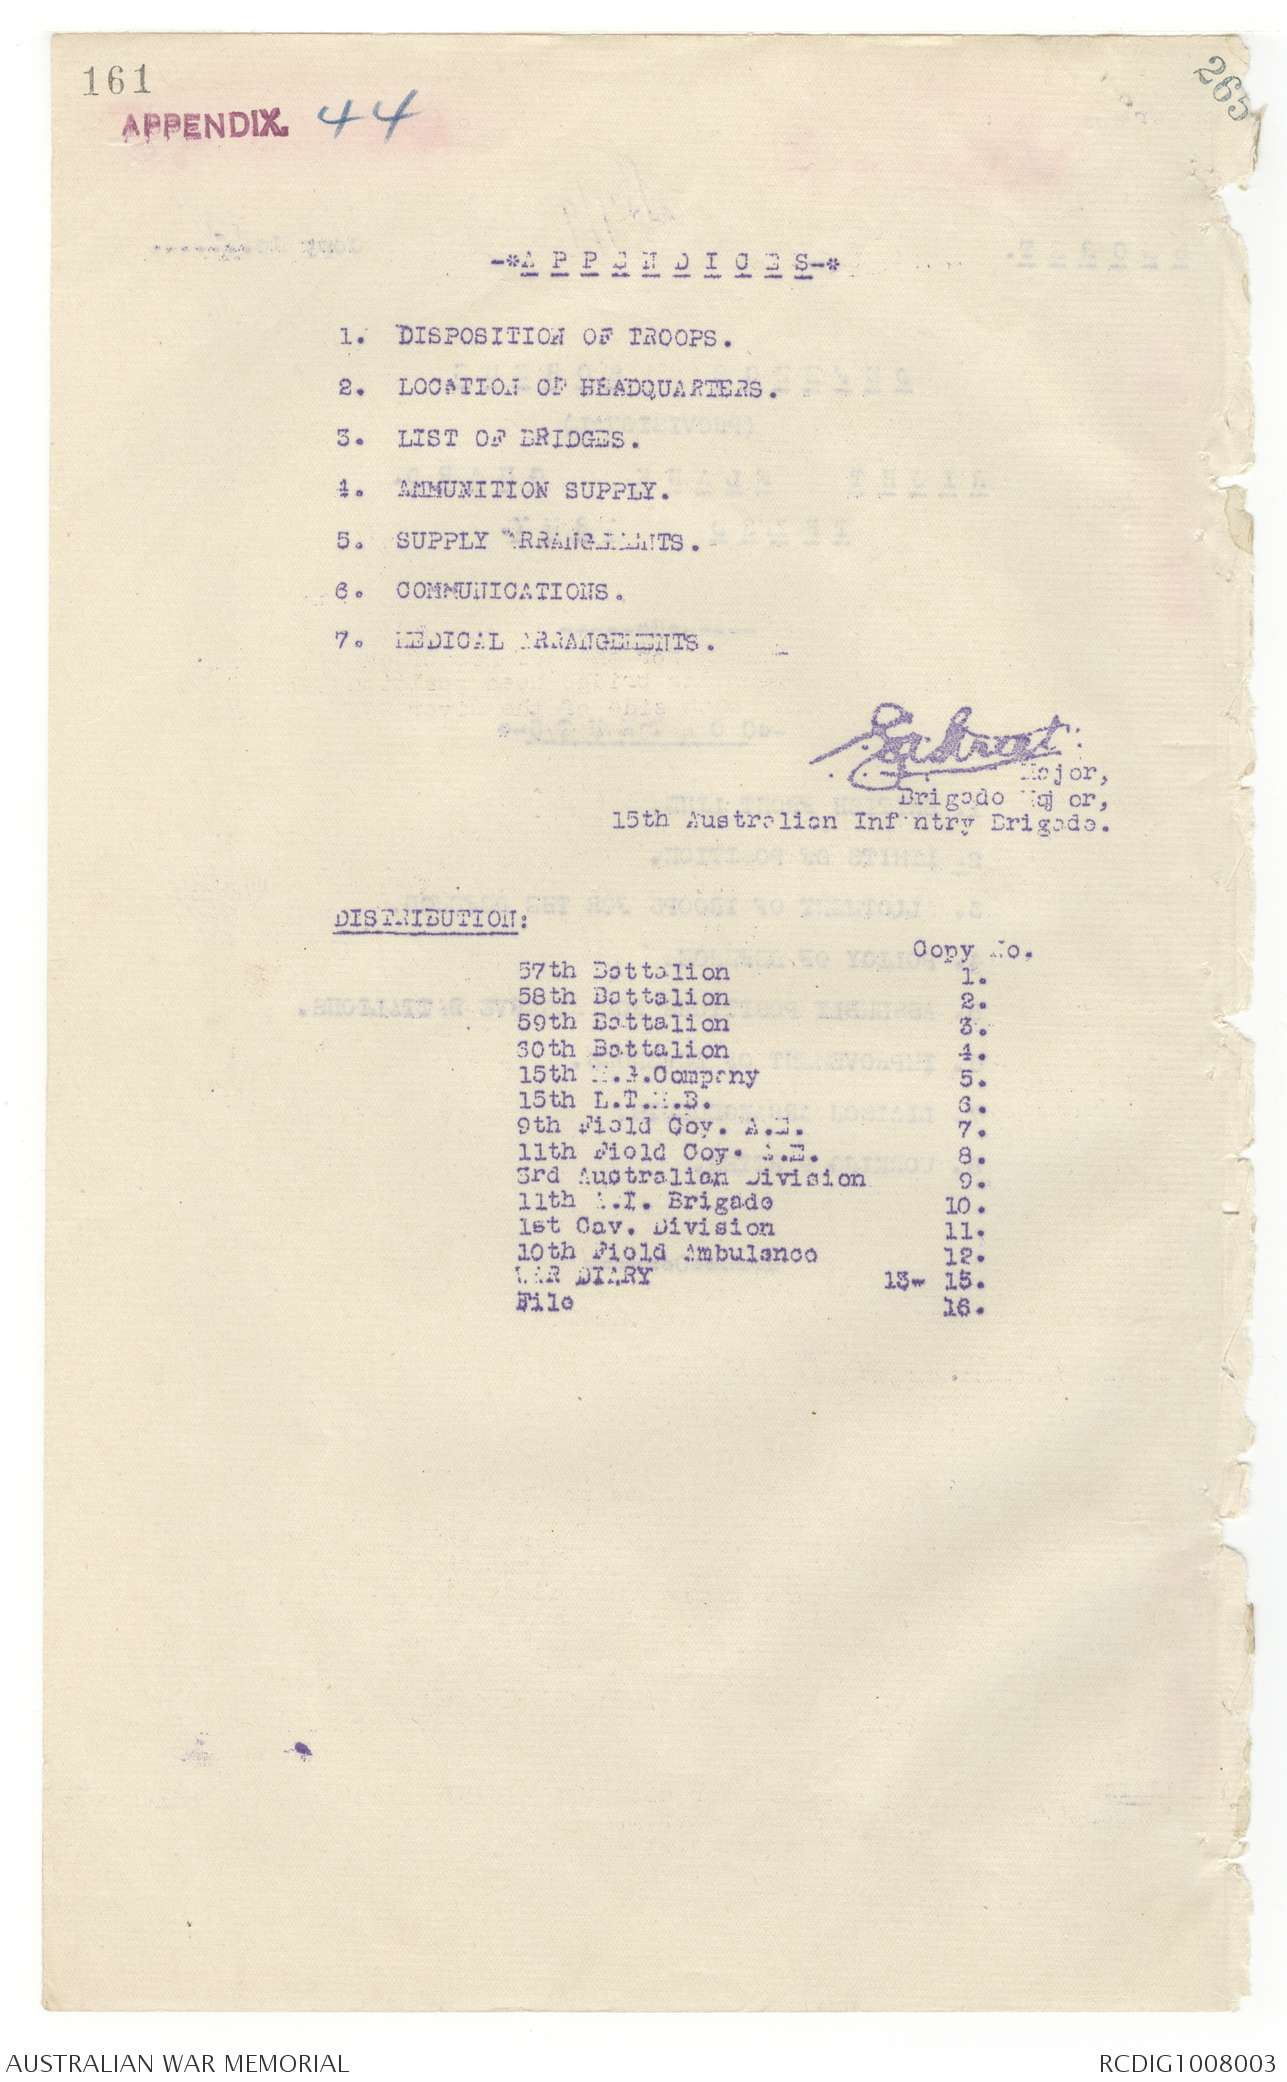 161
265
APPENDIX. 44
-*A P P E N D I C E S-*
1. DISPOSITION OF TROOPS.
2. LOCATION OF HEADQUARTERS.
3. LIST OF BRIDGES.
4. AMMUNITION SUPPLY.
5. SUPPLY ARRANGEMENTS.
6. COMMUNICATIONS.
7. MEDICAL ARRANGEMENTS.
Major,
Brigade Major,
15th Australian Infantry Brigade.
DISTRIBUTION:
Copy No.
57th Battalion 1.
58th Battalion 2.
59th Battalion 3.
60th Battalion 4.
15th M.G.Company 5.
15th L.T.M.B. 6.
9th Field Coy. A.E. 7.
11th Field Coy. A.E. 8.
3rd Australian Division 9.
11th A.I. Brigade 10.
1st Cav. Division 11.
10th Field Ambulance 12.
WAR DIARY 13- 15.
File 16.
AUSTRALIAN WAR MEMORIAL
RCDIG1008003